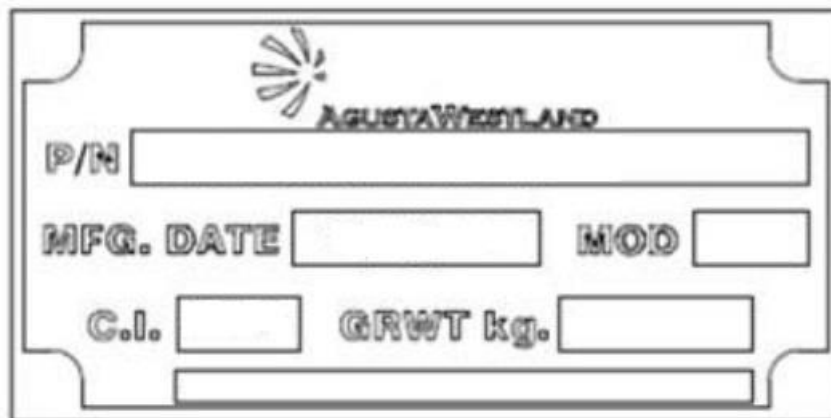 AGUSTAWESTLAND
P/N
MFG. DATE MOD
C.I. GRWT kg.